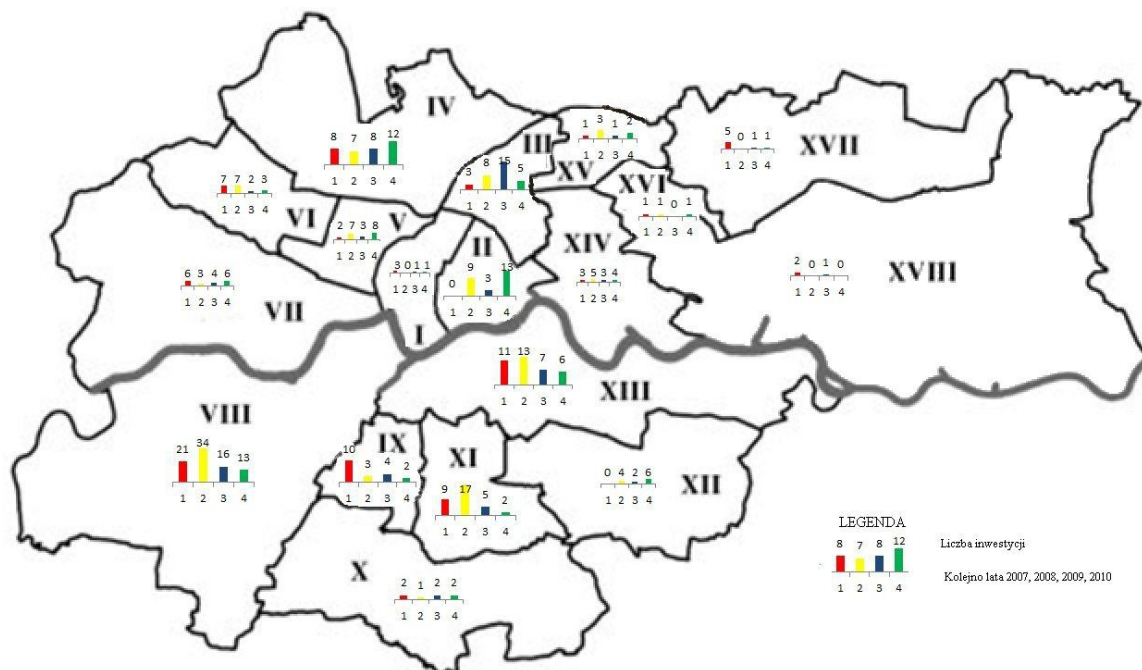 IV
8 7 8 12
1 2 3 4
III
3 8 15 5
1 2 3 4
1 3 1 2
1 2 3 4
XV
5 0 1 1
1 2 3 4
XVII
7 7 2 3
1 2 3 4
VI
V
2 7 3 8
1 2 3 4
XVI
1 1 0 1
1 2 3 4
II
0 9 3 13
1 2 3 4
XIV
3 5 3 4
1 2 3 4
XVIII
2 0 1 0
1 2 3 4
6 3 4 6
1 2 3 4
VII
3 0 1 1
1 2 3 4
I
11 13 7 6
1 2 3 4
XIII
VIII
21 34 16 13
1 2 3 4
IX
10 3 4 2
1 2 3 4
XI
9 17 5 2
1 2 3 4
0 4 2 6
1 2 3 4
XII
X
2 1 2 2
1 2 3 4
LEGENDA
8 7 8 12
Liczba inwestycji
1 2 3 4
Kolejno lata 2007, 2008, 2009, 2010